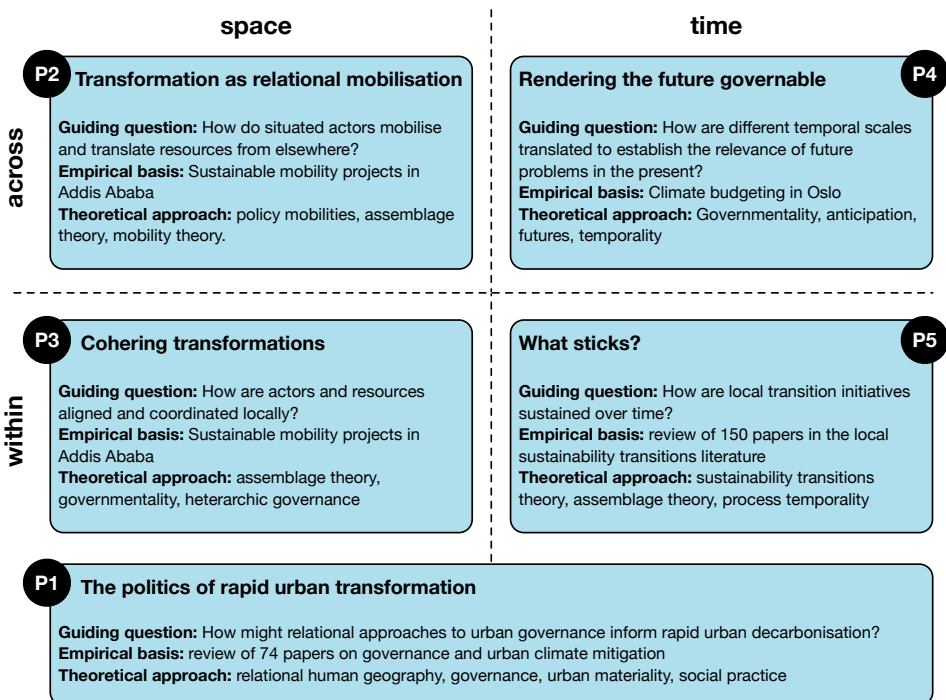 space
time
across
P2
Transformation as relational mobilisation
Guiding question: How do situated actors mobilise
and translate resources from elsewhere?
Empirical basis: Sustainable mobility projects in
Addis Ababa
Theoretical approach: policy mobilities, assemblage
theory, mobility theory.
Rendering the future governable
P4
Guiding question: How are different temporal scales
translated to establish the relevance of future
problems in the present?
Empirical basis: Climate budgeting in Oslo
Theoretical approach: Governmentality, anticipation,
futures, temporality
within
P3
Cohering transformations
Guiding question: How are actors and resources
aligned and coordinated locally?
Empirical basis: Sustainable mobility projects in
Addis Ababa
Theoretical approach: assemblage theory,
governmentality, heterarchic governance
What sticks?
P5
Guiding question: How are local transition initiatives
sustained over time?
Empirical basis: review of 150 papers in the local
sustainability transitions literature
Theoretical approach: sustainability transitions
theory, assemblage theory, process temporality
P1
The politics of rapid urban transformation
Guiding question: How might relational approaches to urban governance inform rapid urban decarbonisation?
Empirical basis: review of 74 papers on governance and urban climate mitigation
Theoretical approach: relational human geography, governance, urban materiality, social practice